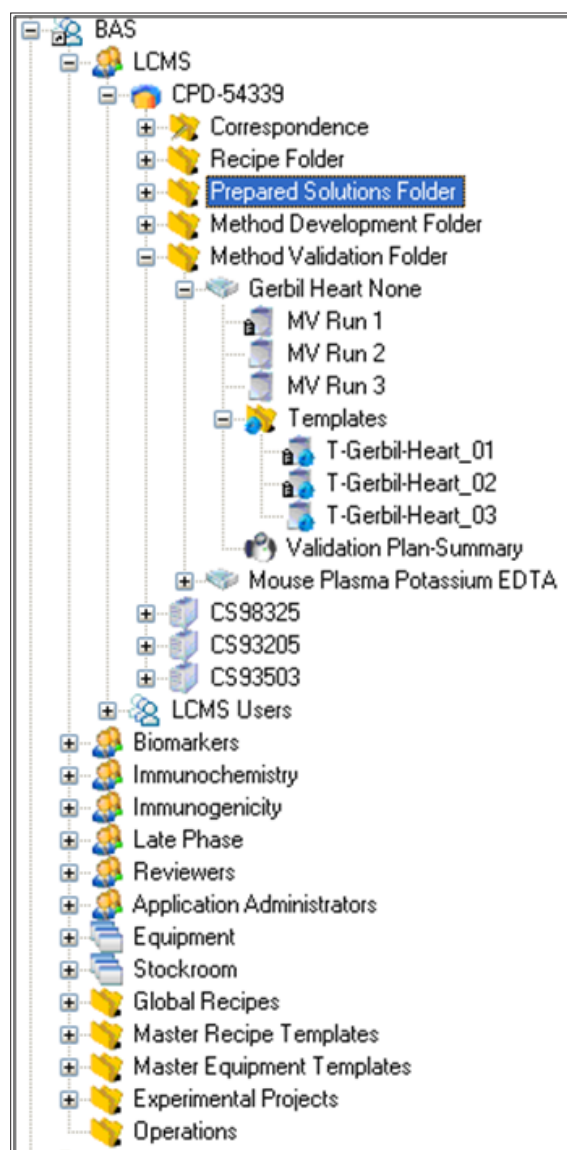 BAS
LCMS
CPD-54339
Correspondence
Recipe Folder
Prepared Solutions Folder
Method Development Folder
Method Validation Folder
Gerbil Heart None
MV Run 1
MV Run 2
MV Run 3
Templates
T-Gerbil-Heart_01
T-Gerbil-Heart_02
T-Gerbil-Heart_03
Validation Plan-Summary
Mouse Plasma Potassium EDTA
CS98325
CS93205
CS93503
LCMS Users
Biomarkers
Immunochemistry
Immunogenicity
Late Phase
Reviewers
Application Administrators
Equipment
Stockroom
Global Recipes
Master Recipe Templates
Master Equipment Templates
Experimental Projects
Operations